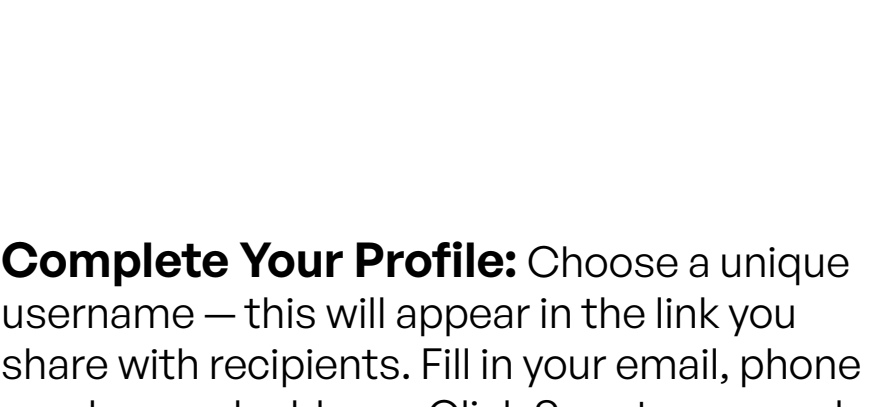 Complete Your Profile: Choose a unique
username — this will appear in the link you
share with recipients. Fill in your email, phone